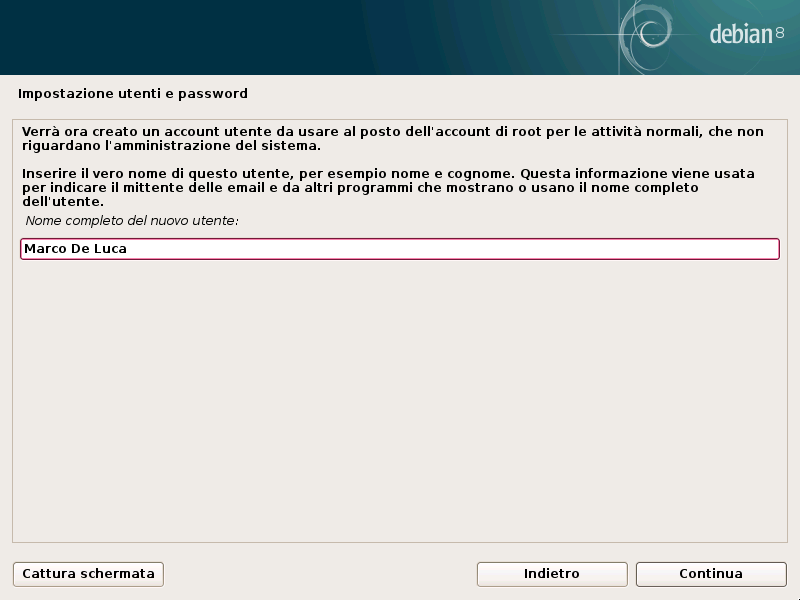 debian 8
Impostazione utenti e password
Verrà ora creato un account utente da usare al posto dell'account di root per le attività normali, che non
riguardano l'amministrazione del sistema.
Inserire il vero nome di questo utente, per esempio nome e cognome. Questa informazione viene usata
per indicare il mittente delle email e da altri programmi che mostrano o usano il nome completo
dell'utente.
Nome completo del nuovo utente:
Marco De Luca
Cattura schermata
Indietro
Continua